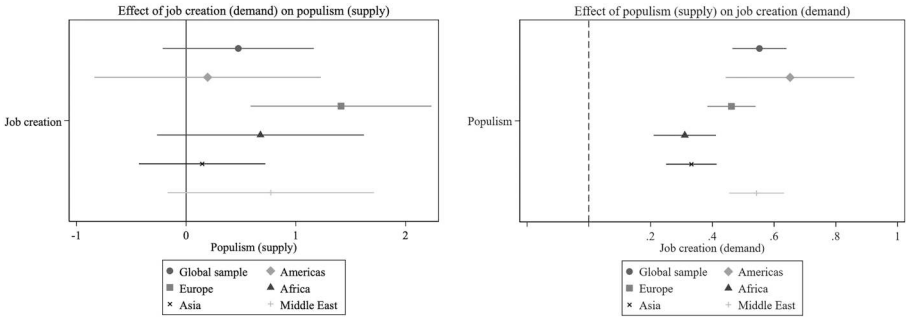 Effect of job creation (demand) on populism (supply)
Job creation
-1 0 1 2
Populism (supply)
Global sample Americas
Europe Africa
Asia Middle East
Effect of populism (supply) on job creation (demand)
Populism
.2 .4 .6 .8 1
Job creation (demand)
Global sample Americas
Europe Africa
Asia Middle East